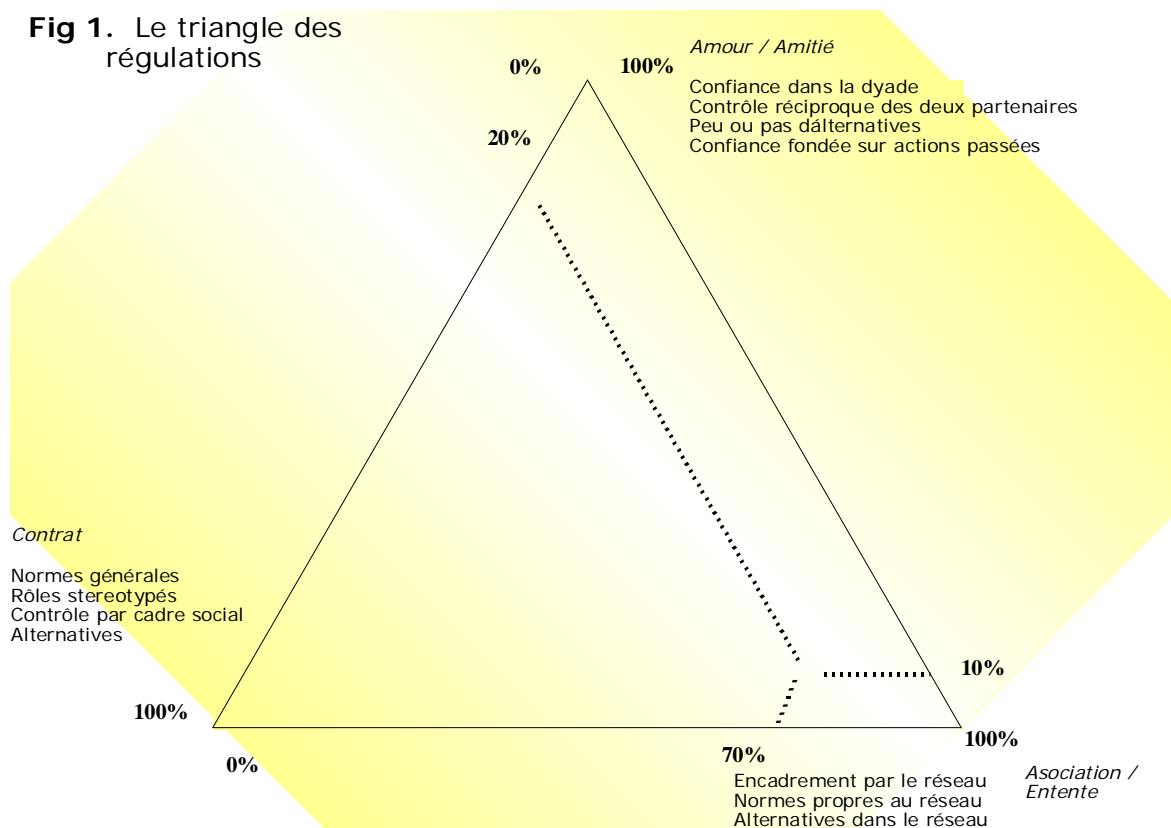 Fig 1. Le triangle des
régulations
Amour / Amitié
0%
100%
Confiance dans la dyade
Contrôle réciproque des deux partenaires
Peu ou pas dálternatives
Confiance fondée sur actions passées
20%
Contrat
Normes générales
Rôles stereotypés
Contrôle par cadre social
Alternatives
10%
100%
0%
70%
100%
Encadrement par le réseau
Normes propres au réseau
Alternatives dans le réseau
Asociation /
Entente